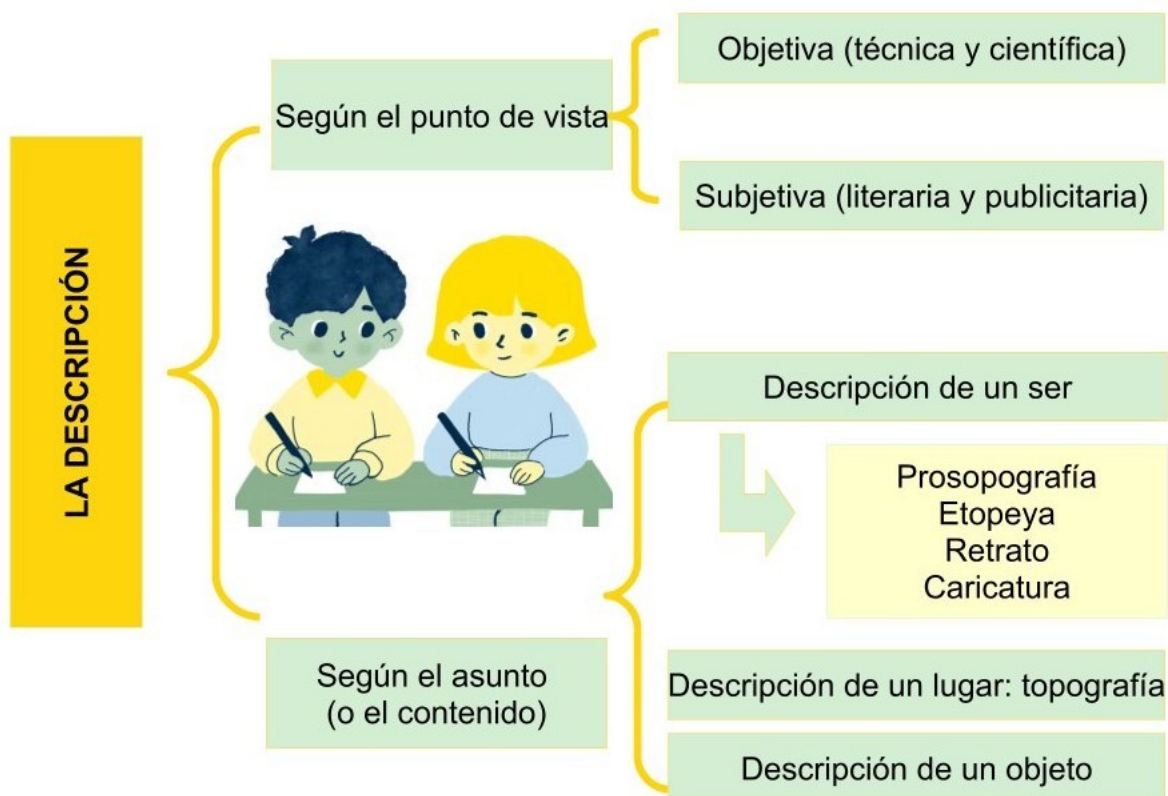 LA DESCRIPCIÓN
Según el punto de vista
Objetiva (técnica y científica)
Subjetiva (literaria y publicitaria)
Según el asunto
(o el contenido)
Descripción de un ser
Prosopografía
Etopeya
Retrato
Caricatura
Descripción de un lugar: topografía
Descripción de un objeto